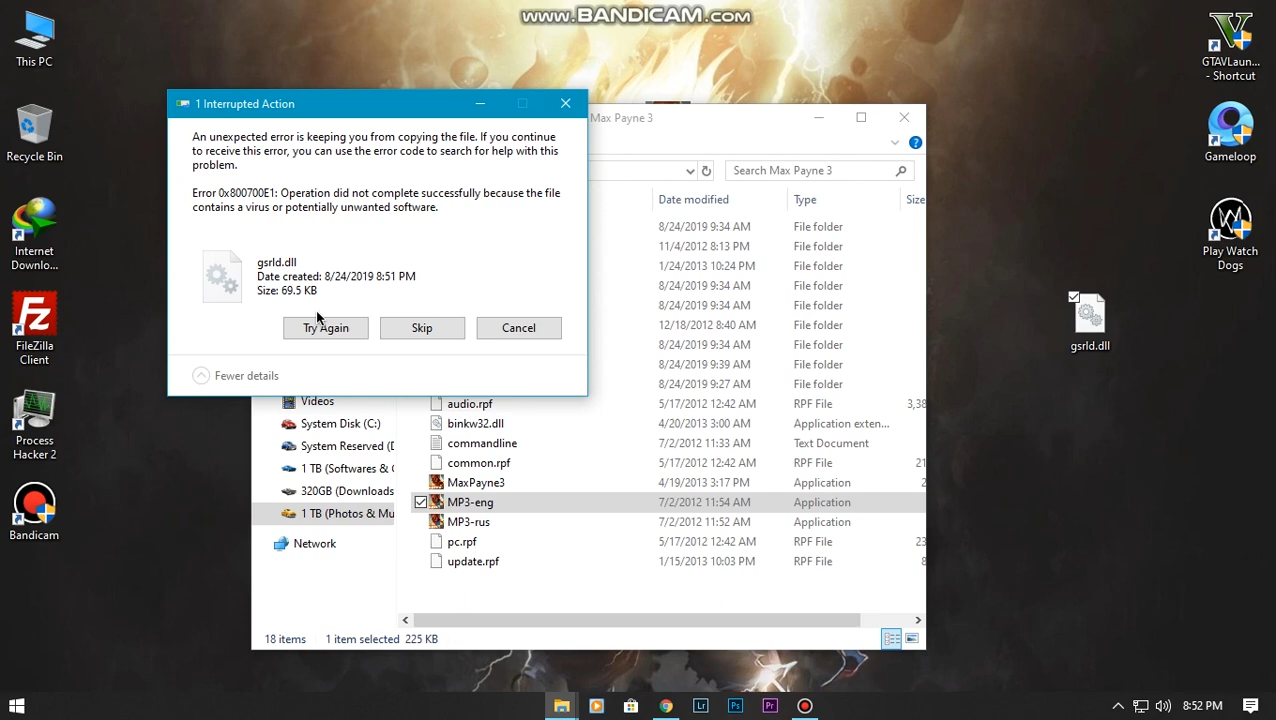 www.BANDICAM.com
This PC
Recycle Bin
Internet
Downlo...
FileZilla
Client
Process
Hacker 2
Bandicam
GTAVLaun...
- Shortcut
Gameloop
Play Watch
Dogs
gsrld.dll
1 Interrupted Action
An unexpected error is keeping you from copying the file. If you continue
to receive this error, you can use the error code to search for help with this
problem.
Error 0x800700E1: Operation did not complete successfully because the file
contains a virus or potentially unwanted software.
gsrld.dll
Date created: 8/24/2019 8:51 PM
Size: 69.5 KB
Try Again Skip Cancel
Fewer details
Max Payne 3
Search Max Payne 3
Date modified Type Size
8/24/2019 9:34 AM File folder
11/4/2012 8:13 PM File folder
1/24/2013 10:24 PM File folder
8/24/2019 9:34 AM File folder
8/24/2019 9:34 AM File folder
12/18/2012 8:40 AM File folder
8/24/2019 9:34 AM File folder
8/24/2019 9:39 AM File folder
8/24/2019 9:27 AM File folder
audio.rpf 5/17/2012 12:42 AM RPF File 3,38
binkw32.dll 4/20/2013 3:00 AM Application exten...
commandline 7/2/2012 11:33 AM Text Document
common.rpf 5/17/2012 12:42 AM RPF File 21
MaxPayne3 4/19/2013 3:17 PM Application 2
MP3-eng 7/2/2012 11:54 AM Application
MP3-rus 7/2/2012 11:52 AM Application
pc.rpf 5/17/2012 12:42 AM RPF File 23
update.rpf 1/15/2013 10:03 PM RPF File 8
Videos
System Disk (C:)
System Reserved (D
1 TB (Softwares & G
320GB (Downloads
1 TB (Photos & Mu
Network
18 items 1 item selected 225 KB
Lr Ps Pr
8:52 PM